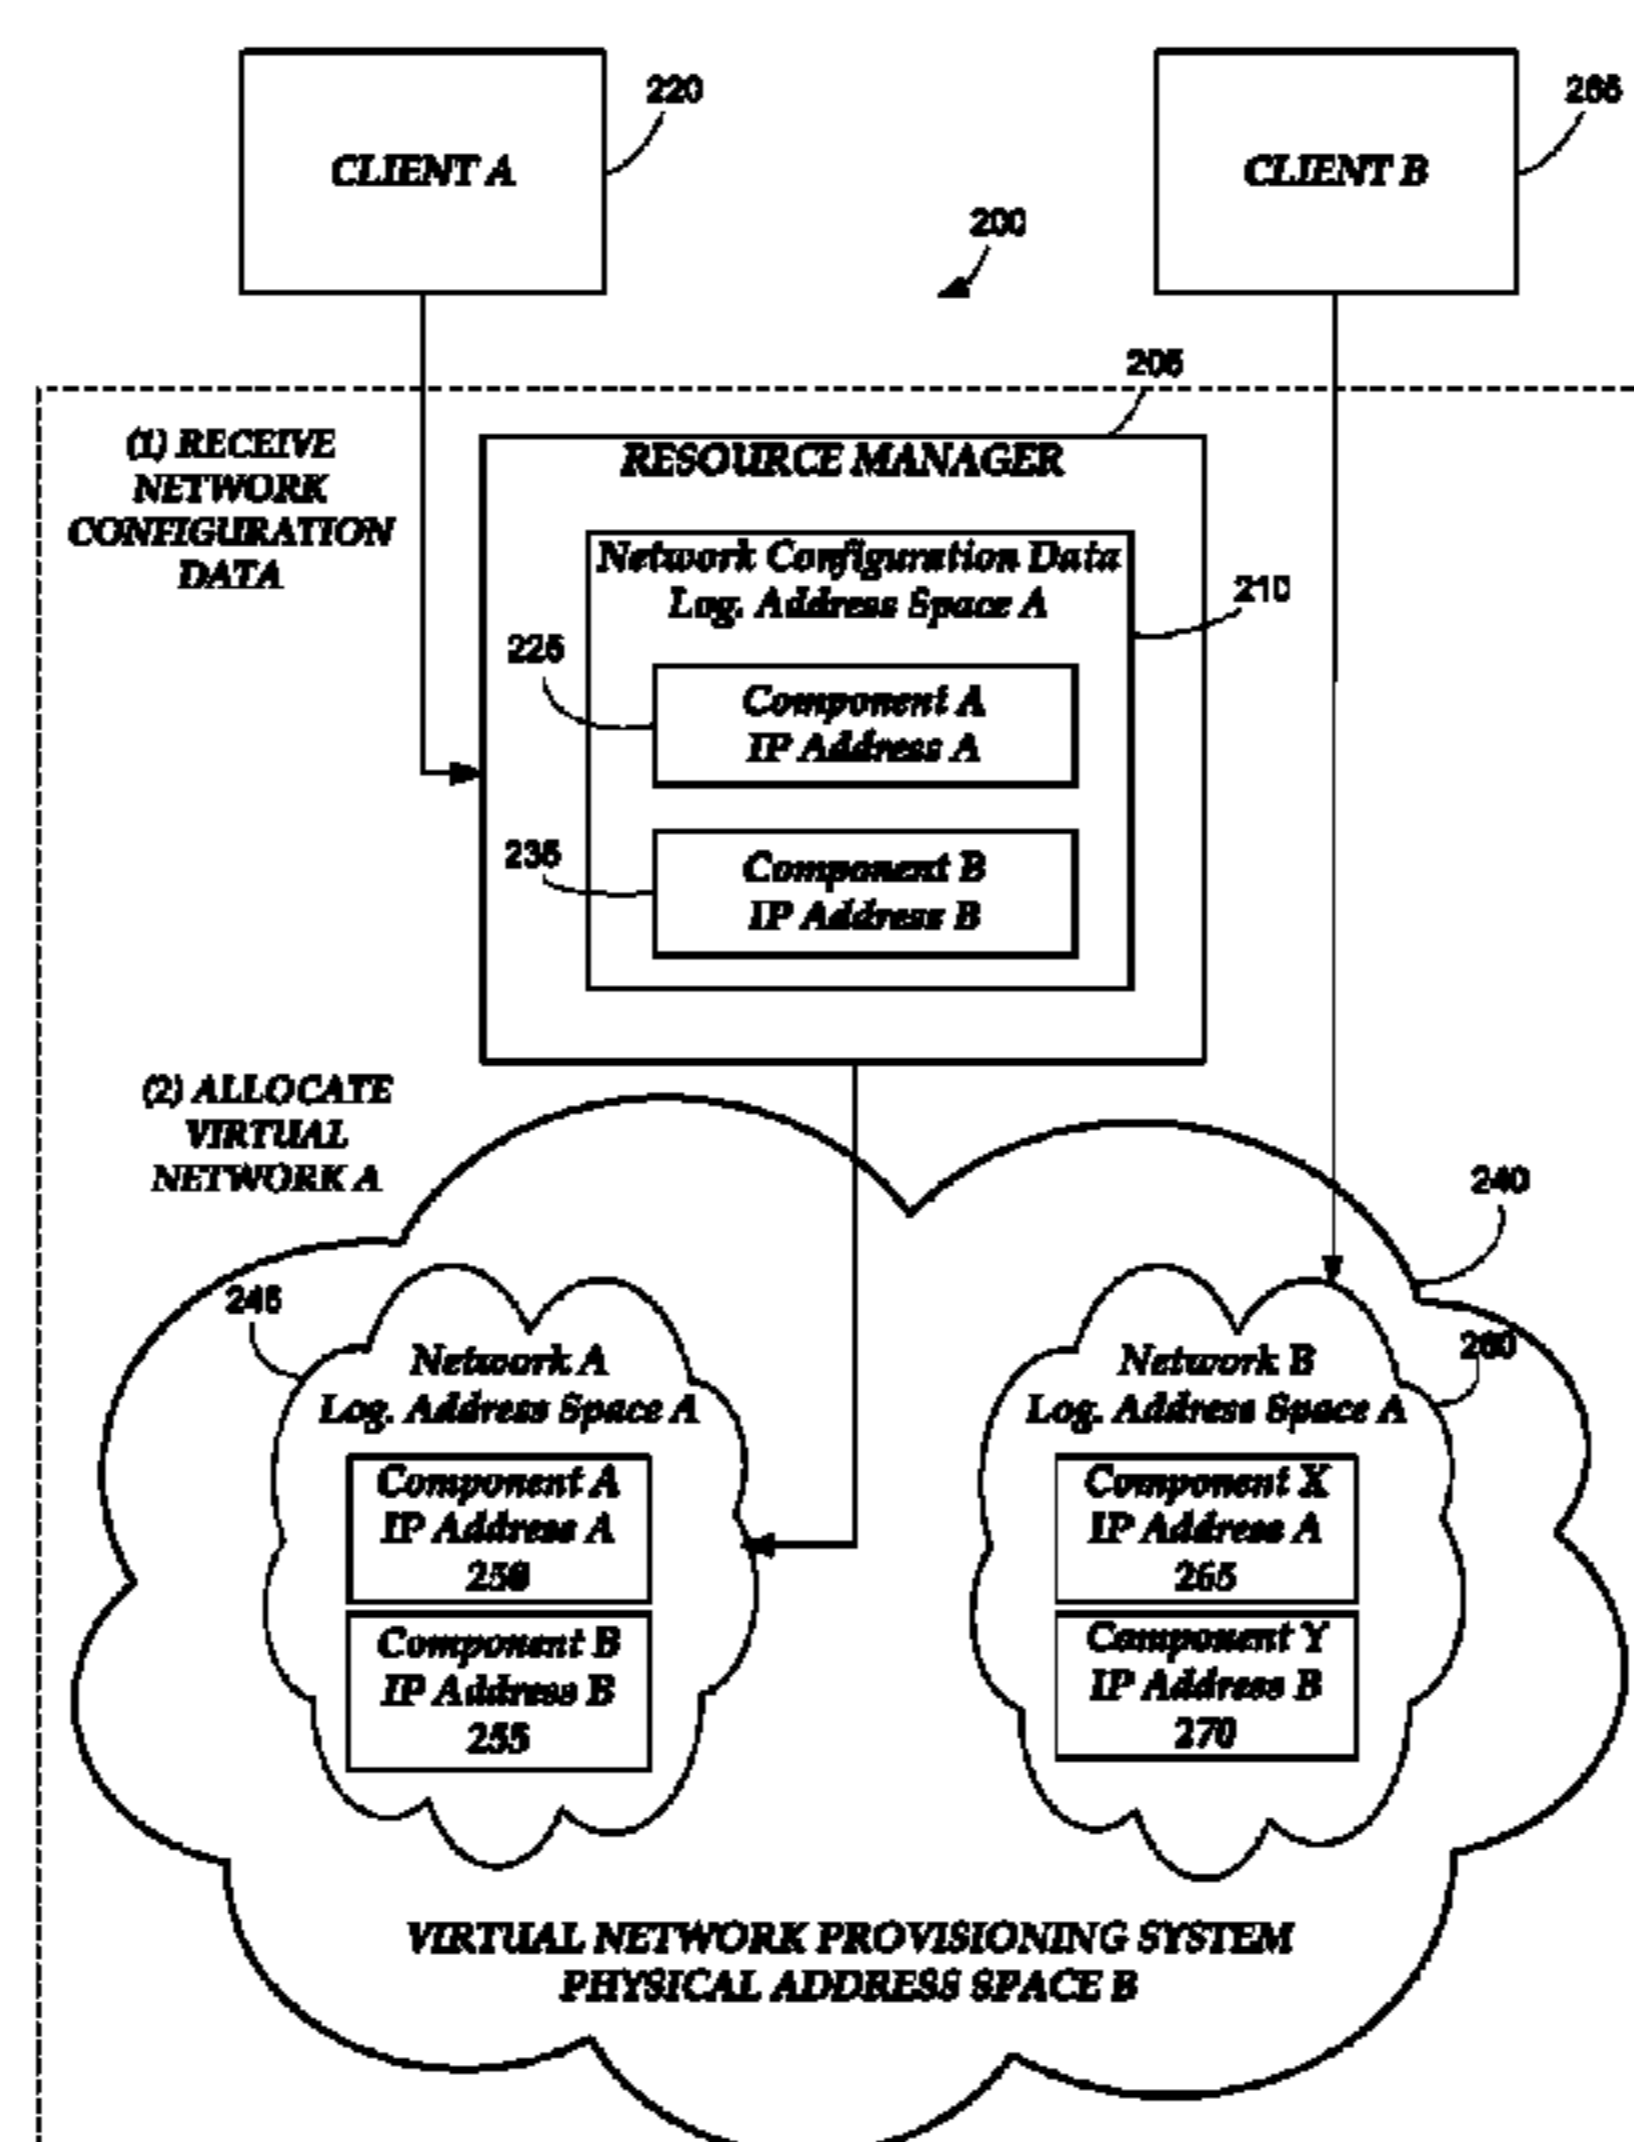 220
CLIENT A
CLIENT B
200
205
(1) RECEIVE
NETWORK
CONFIGURATION
DATA
RESOURCE MANAGER
Network Configuration Data
Log. Address Space A
210
225
Component A
IP Address A
235
Component B
IP Address B
(2) ALLOCATE
VIRTUAL
NETWORK A
240
245
260
Network A
Log. Address Space A
Component A
IP Address A
250
Component B
IP Address B
255
Network B
Log. Address Space A
Component X
IP Address A
265
Component Y
IP Address B
270
VIRTUAL NETWORK PROVISIONING SYSTEM
PHYSICAL ADDRESS SPACE B